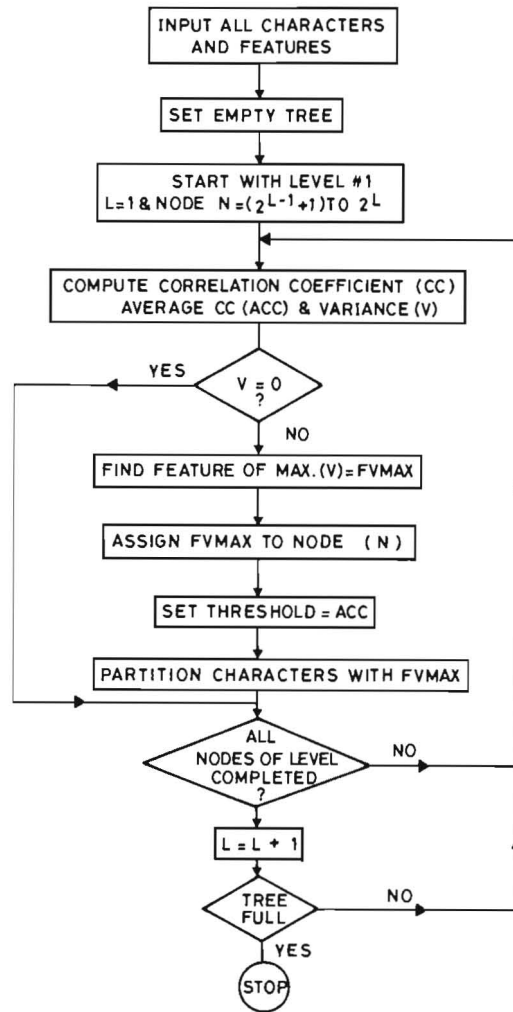 INPUT ALL CHARACTERS
AND FEATURES
SET EMPTY TREE
START WITH LEVEL #1
L=1 & NODE N=(2^L-1+1)TO 2^L
COMPUTE CORRELATION COEFFICIENT (CC)
AVERAGE CC (ACC) & VARIANCE (V)
YES
V = 0
?
NO
FIND FEATURE OF MAX.(V)=FVMAX
ASSIGN FVMAX TO NODE (N)
SET THRESHOLD = ACC
PARTITION CHARACTERS WITH FVMAX
ALL
NODES OF LEVEL
COMPLETED
?
NO
L = L + 1
TREE
FULL
NO
YES
STOP